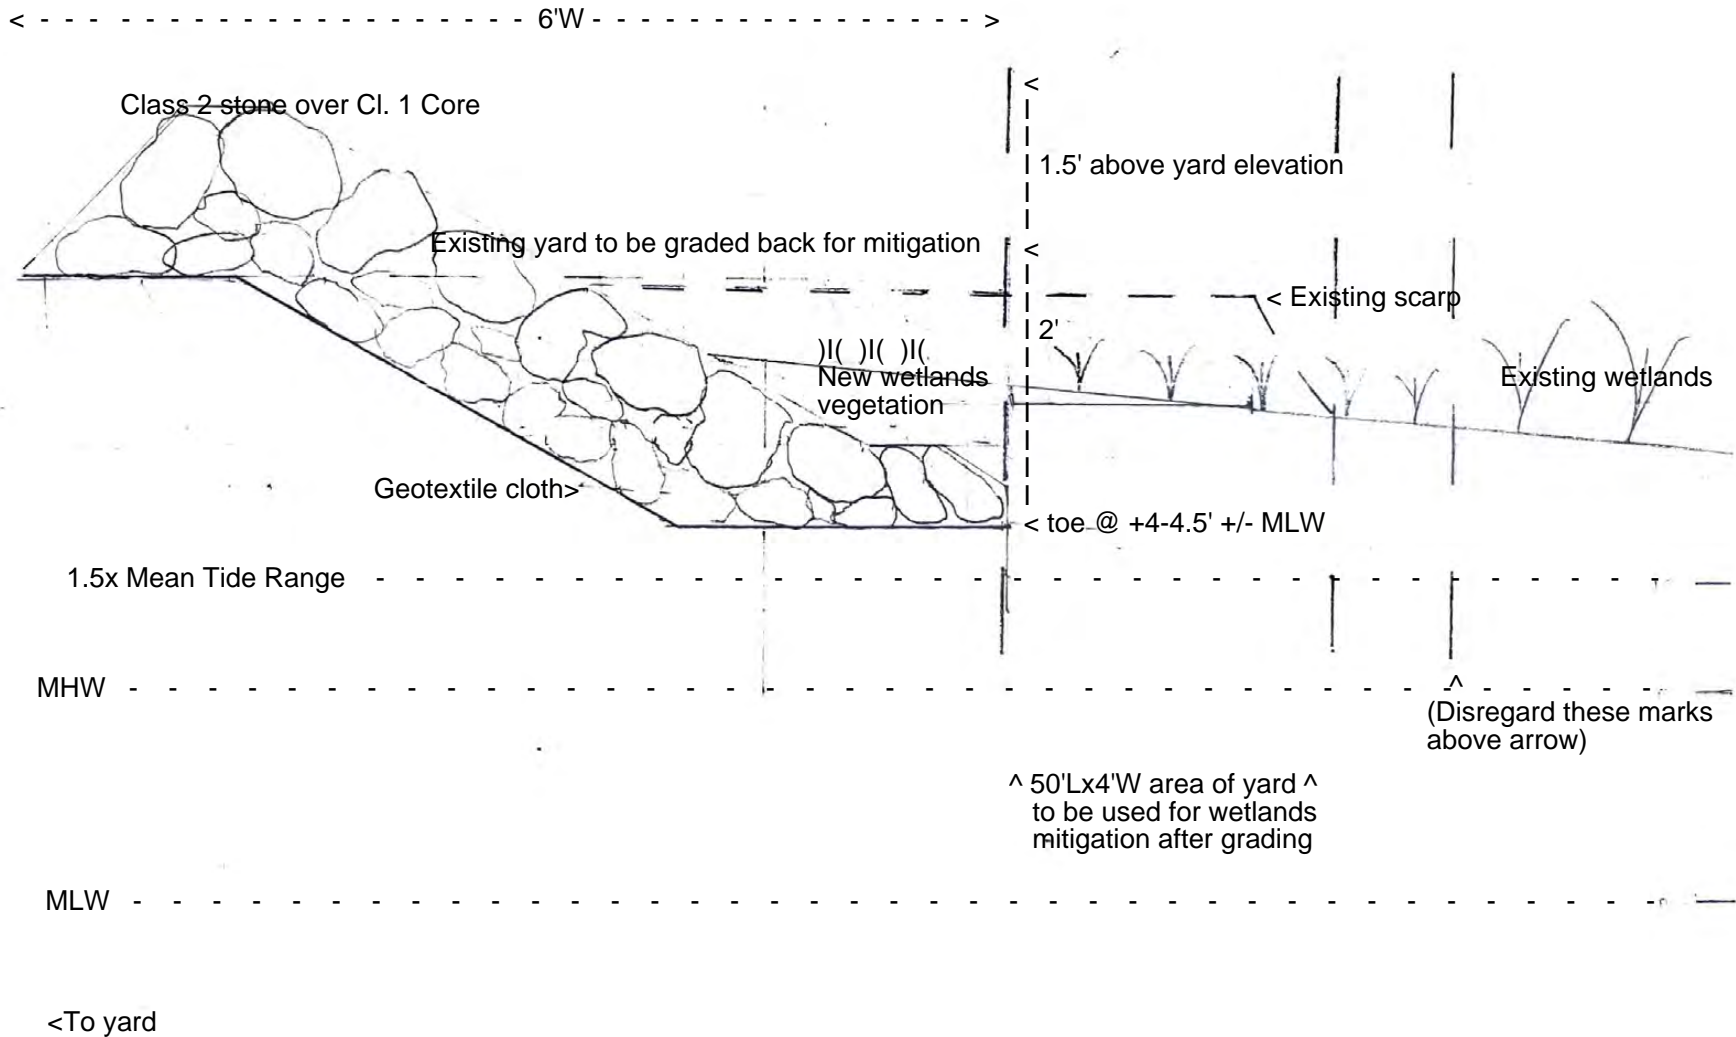 6'W
Class 2 stone over Cl. 1 Core
1.5' above yard elevation
Existing yard to be graded back for mitigation
< Existing scarp
2'
)I( )I( )I(
New wetlands
vegetation
Existing wetlands
Geotextile cloth>
< toe @ +4-4.5' +/- MLW
1.5x Mean Tide Range
MHW
^
(Disregard these marks
above arrow)
^ 50'Lx4'W area of yard ^
to be used for wetlands
mitigation after grading
MLW
<To yard